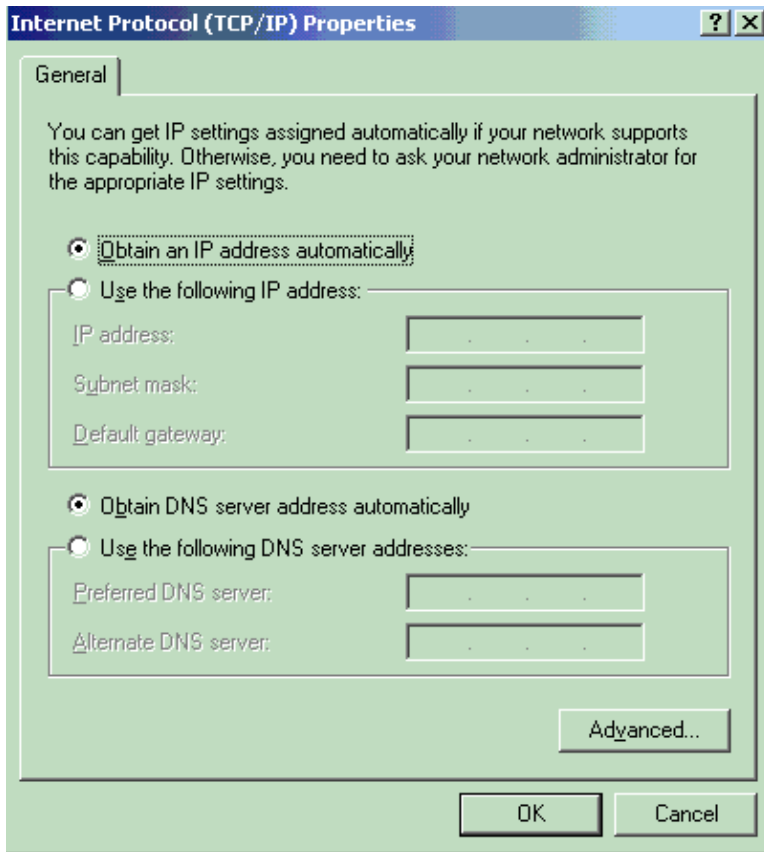 Internet Protocol (TCP/IP) Properties
General
You can get IP settings assigned automatically if your network supports
this capability. Otherwise, you need to ask your network administrator for
the appropriate IP settings.
Obtain an IP address automatically
Use the following IP address:
IP address:
Subnet mask:
Default gateway:
Obtain DNS server address automatically
Use the following DNS server addresses:
Preferred DNS server:
Alternate DNS server:
Advanced...
OK Cancel